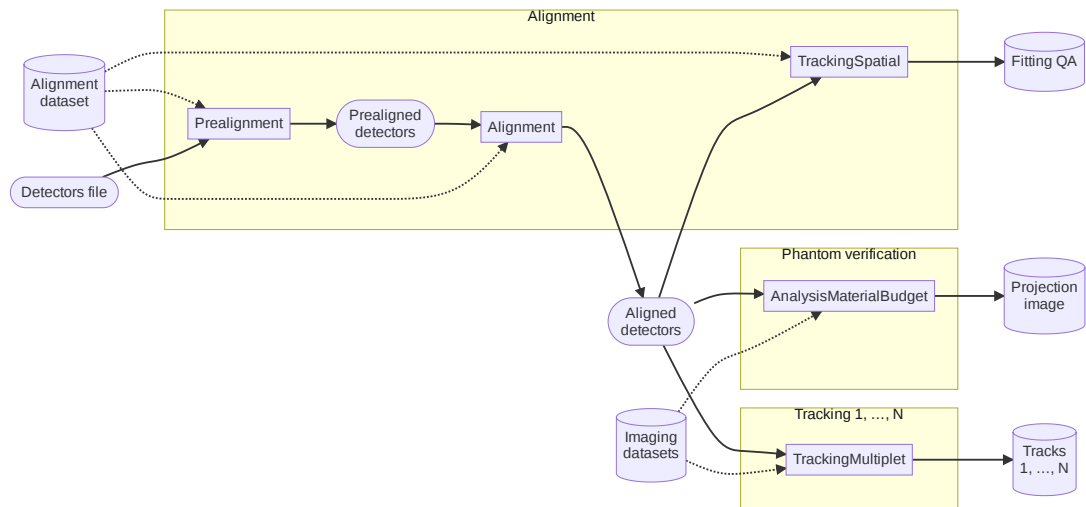 Alignment
Alignment
dataset
TrackingSpatial
Fitting QA
Prealignment
Prealigned
detectors
Alignment
Detectors file
Phantom verification
AnalysisMaterialBudget
Projection
image
Aligned
detectors
Tracking 1, ..., N
Imaging
datasets
TrackingMultiplet
Tracks
1, ..., N